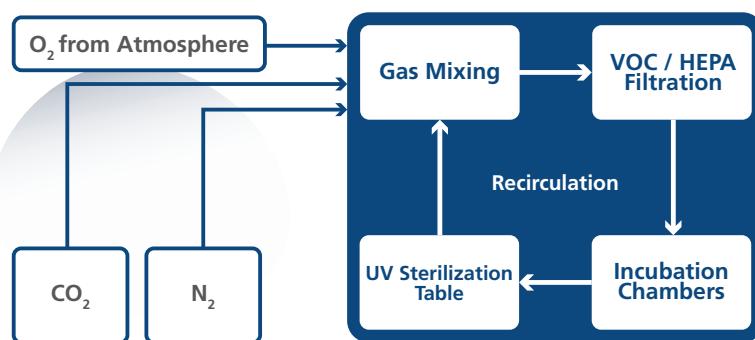 O₂ from Atmosphere
Gas Mixing
VOC / HEPA
Filtration
Recirculation
CO₂
N₂
UV Sterilization
Table
Incubation
Chambers